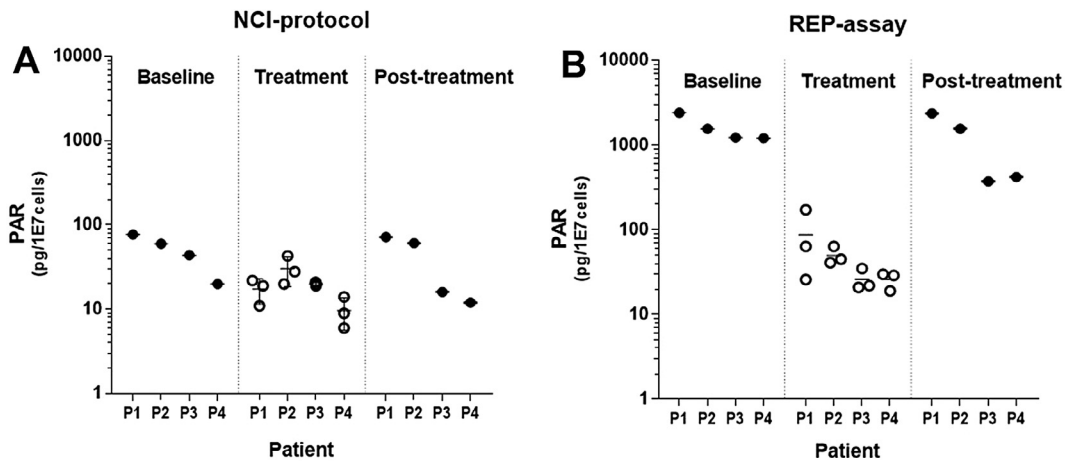 NCI-protocol
A
Baseline Treatment Post-treatment
10000
1000
100
10
1
PAR
(pg/1E7cells)
P1 P2 P3 P4 P1 P2 P3 P4 P1 P2 P3 P4
Patient
REP-assay
B
Baseline Treatment Post-treatment
10000
1000
100
10
1
PAR
(pg/1E7cells)
P1 P2 P3 P4 P1 P2 P3 P4 P1 P2 P3 P4
Patient